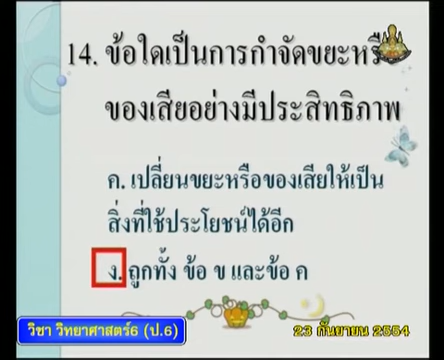 14. ข้อใดเป็นการกำจัดขยะหรือ
ของเสียอย่างมีประสิทธิภาพ
ค. เปลี่ยนขยะหรือของเสียให้เป็น
สิ่งที่ใช้ประโยชน์ได้อีก
ง. ถูกทั้ง ข้อ ข และข้อ ค
วิชา วิทยาศาสตร์6 (ป.6)
23 กันยายน 2554